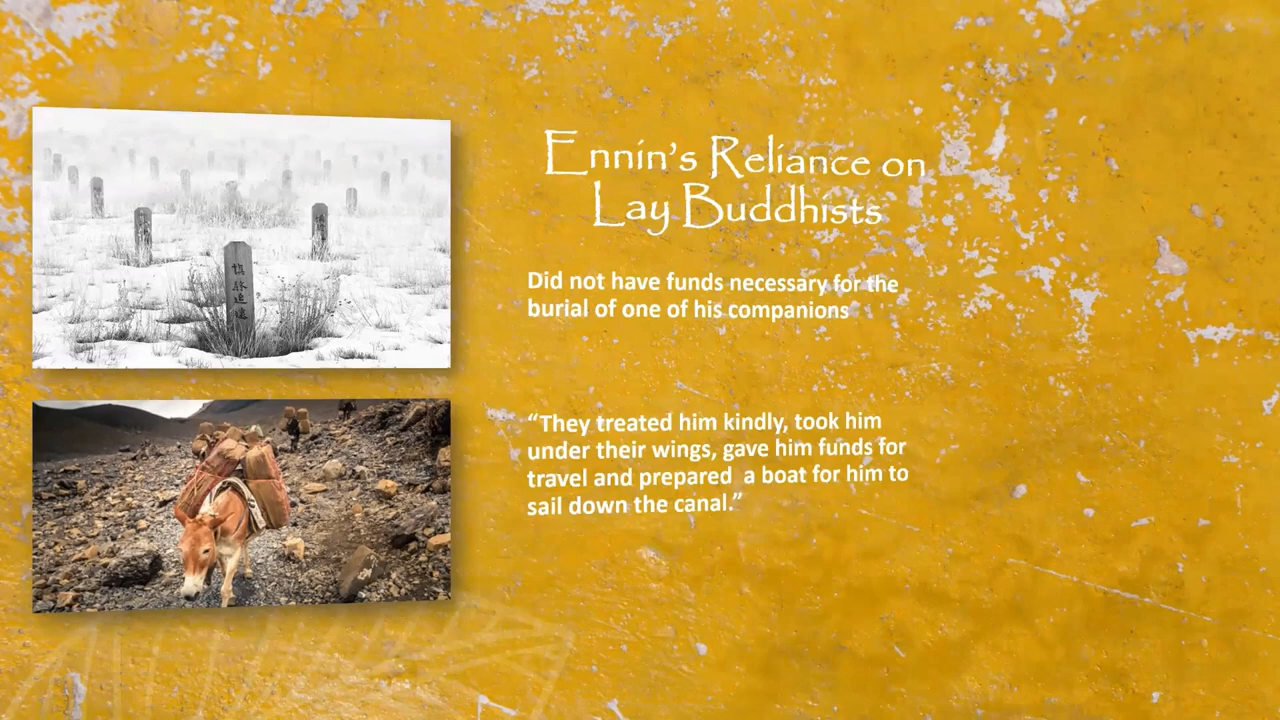 Ennin’s Reliance on
Lay Buddhists
Did not have funds necessary for the
burial of one of his companions
“They treated him kindly, took him
under their wings, gave him funds for
travel and prepared  a boat for him to
sail down the canal.”